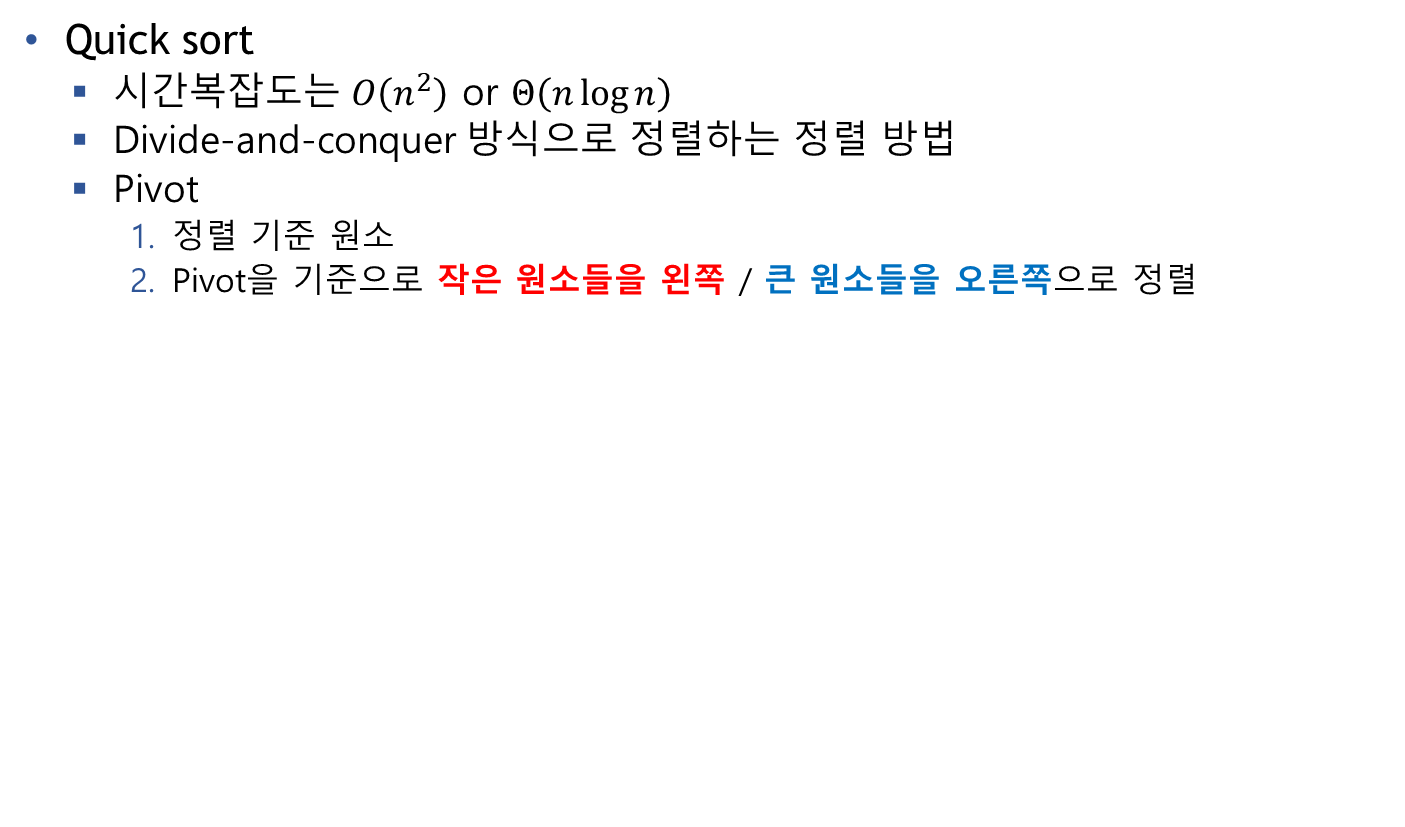 • Quick sort
▪ 시간복잡도는 O(n²) or Θ(n log n)
▪ Divide-and-conquer 방식으로 정렬하는 정렬 방법
▪ Pivot
1. 정렬 기준 원소
2. Pivot을 기준으로 작은 원소들을 왼쪽 / 큰 원소들을 오른쪽으로 정렬